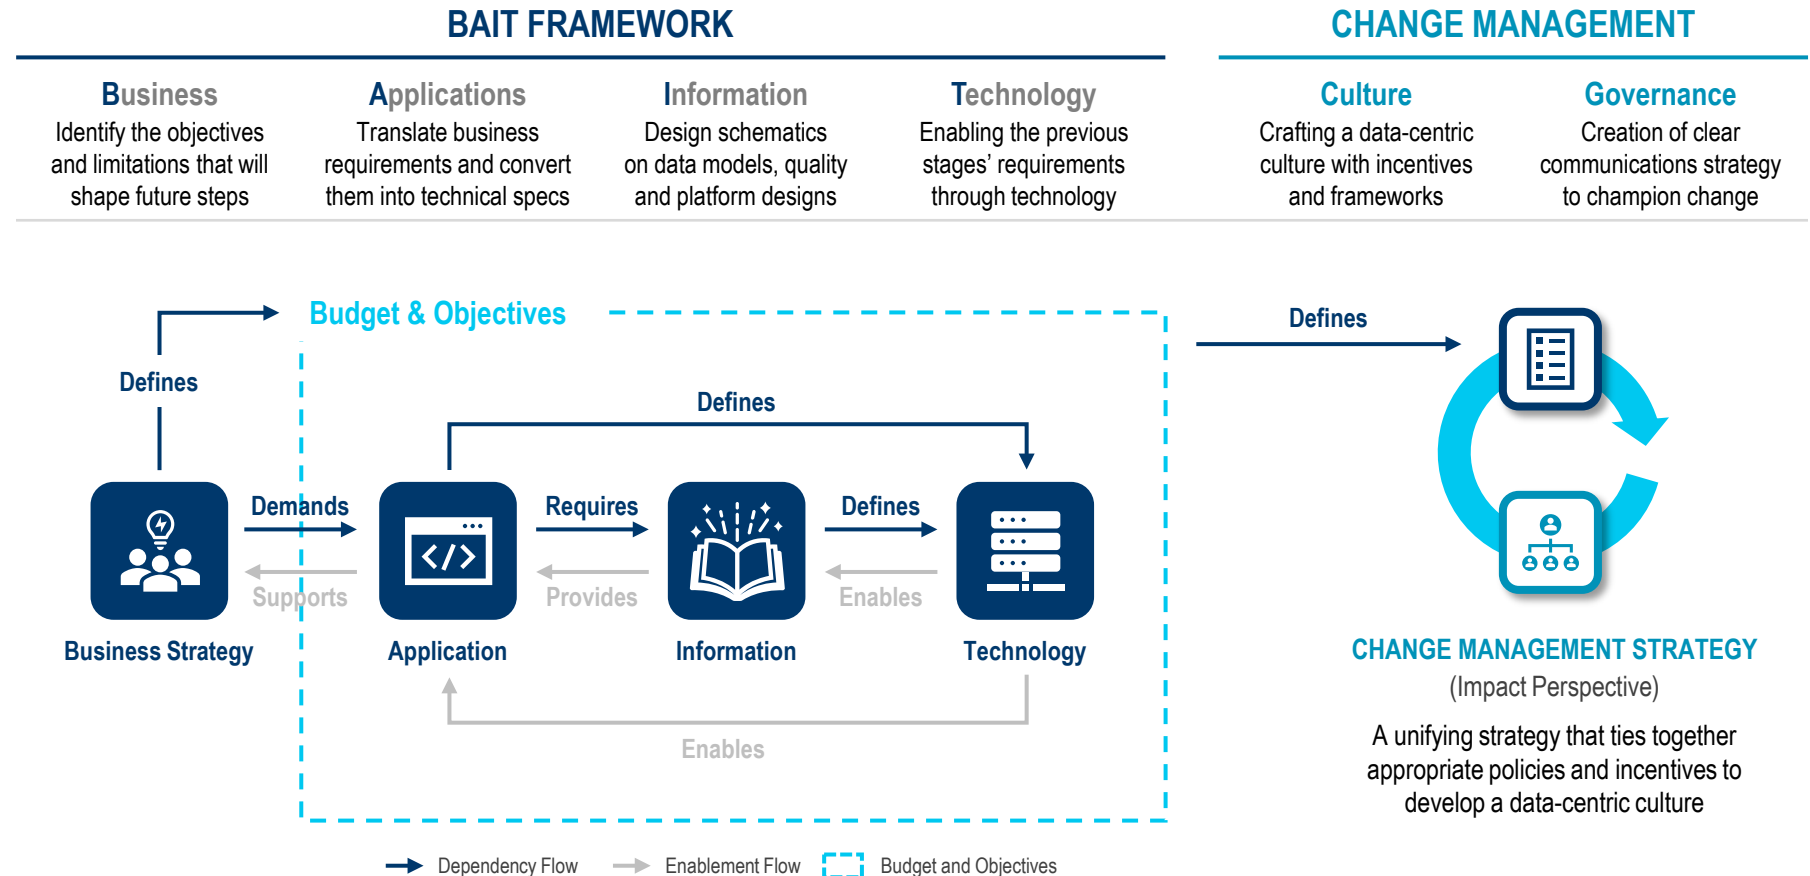 BAIT FRAMEWORK
CHANGE MANAGEMENT
Business
Identify the objectives
and limitations that will
shape future steps
Applications
Translate business
requirements and convert
them into technical specs
Information
Design schematics
on data models, quality
and platform designs
Technology
Enabling the previous
stages’ requirements
through technology
Culture
Crafting a data-centric
culture with incentives
and frameworks
Governance
Creation of clear
communications strategy
to champion change
Budget & Objectives
Defines
Defines
Defines
Demands
Requires
Defines
Supports
Provides
Enables
Business Strategy
Application
Information
Technology
Enables
CHANGE MANAGEMENT STRATEGY
(Impact Perspective)
A unifying strategy that ties together
appropriate policies and incentives to
develop a data-centric culture
Dependency Flow
Enablement Flow
Budget and Objectives